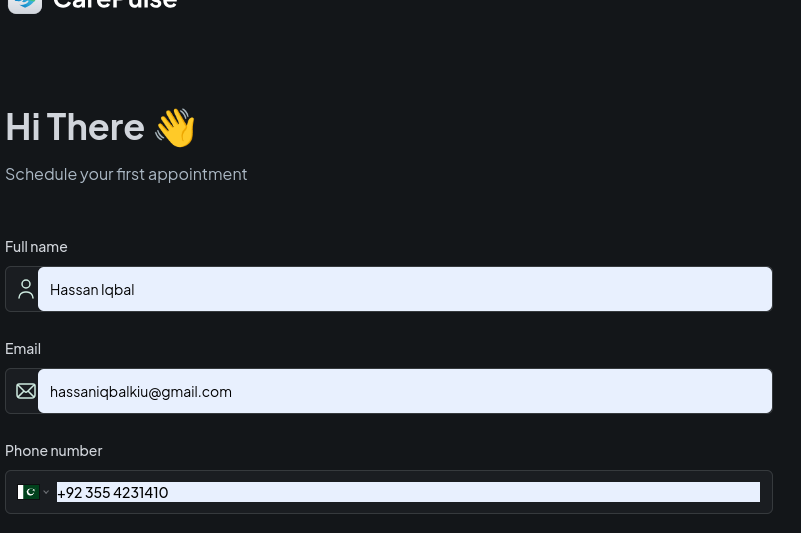 CarePulse
Hi There 👋
Schedule your first appointment
Full name
Hassan Iqbal
Email
hassaniqbalkiu@gmail.com
Phone number
+92 355 4231410